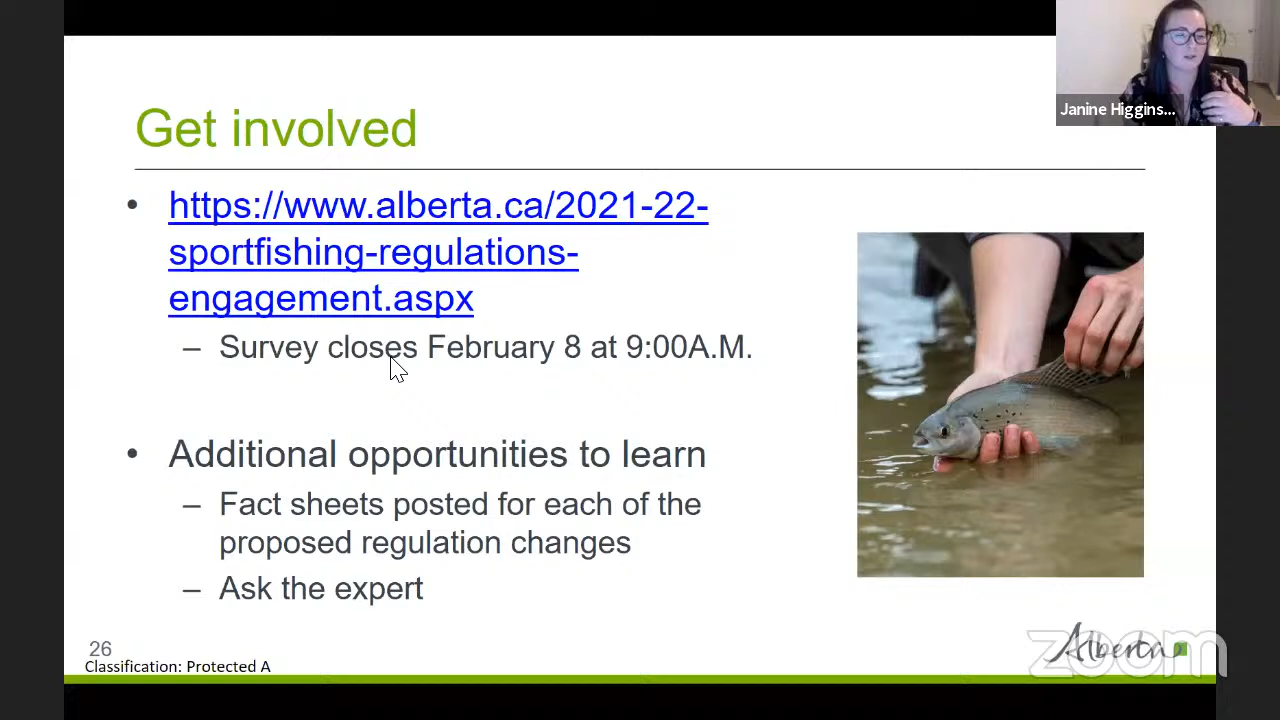 Janine Higgins...
Get involved
• https://www.alberta.ca/2021-22-
sportfishing-regulations-
engagement.aspx
– Survey closes February 8 at 9:00A.M.
• Additional opportunities to learn
– Fact sheets posted for each of the
proposed regulation changes
– Ask the expert
26
Classification: Protected A
Alberta
zoom